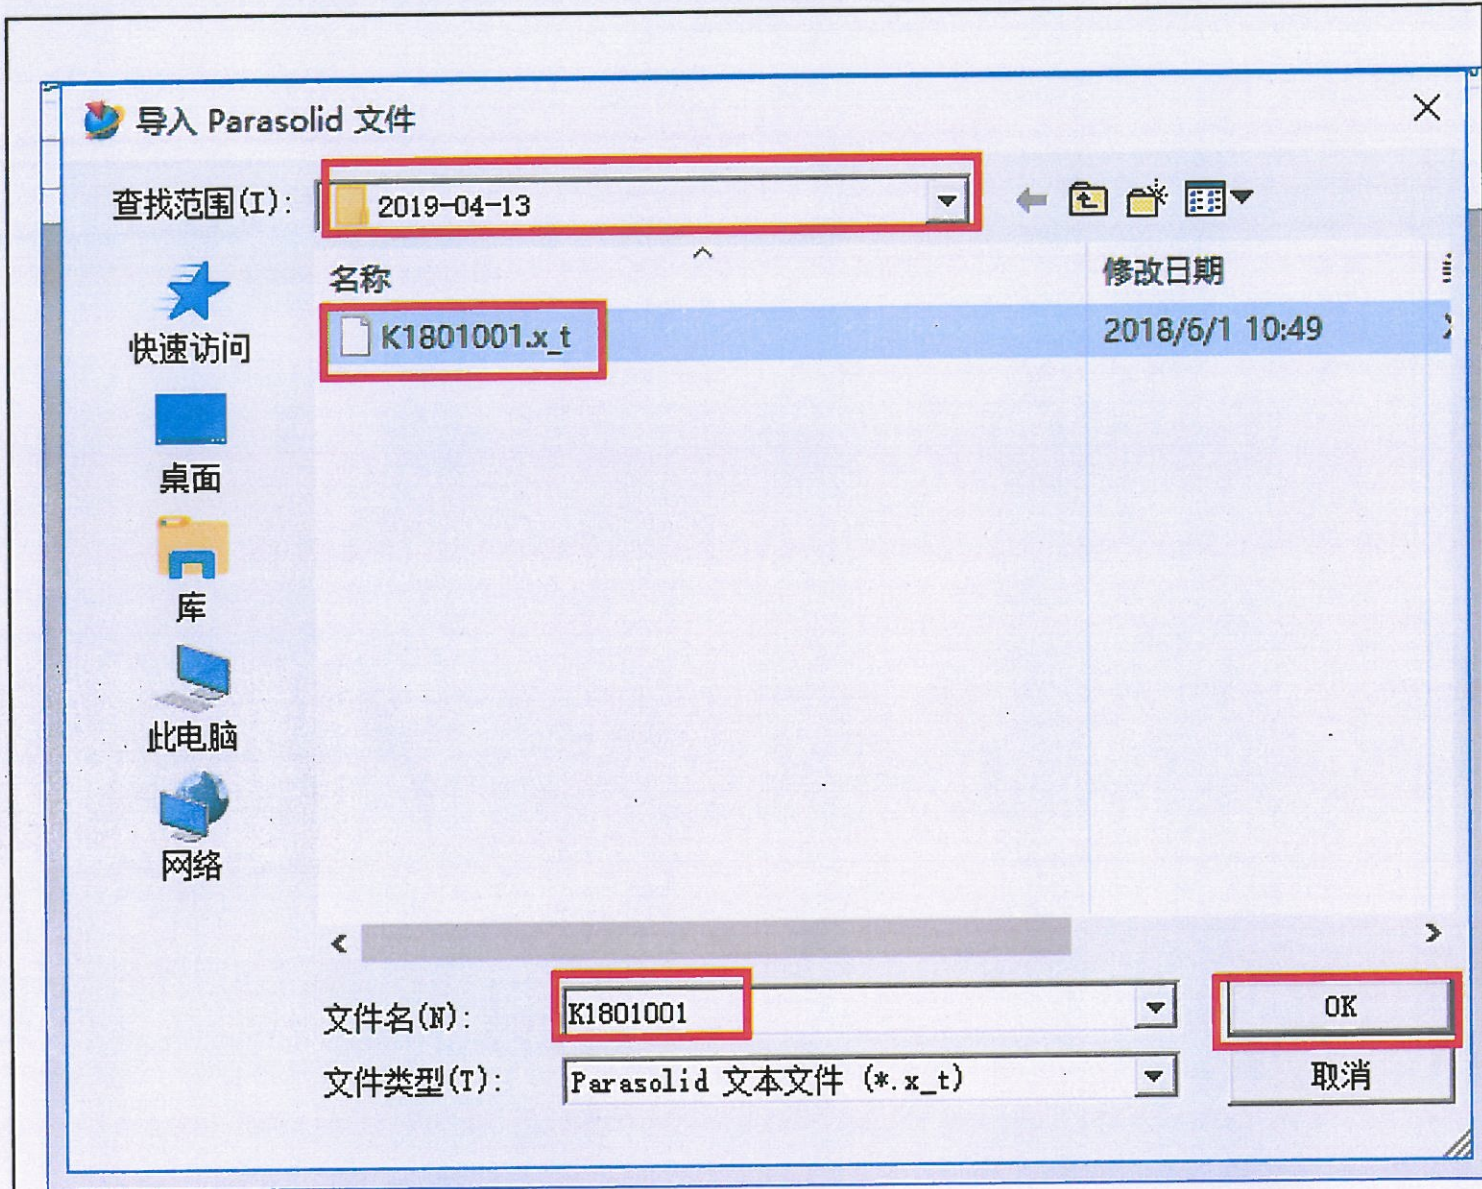 导入 Parasolid 文件
查找范围(I): 2019-04-13
名称 修改日期
K1801001.x_t 2018/6/1 10:49
快速访问
桌面
库
此电脑
网络
文件名(N): K1801001 OK
文件类型(T): Parasolid 文本文件 (*.x_t) 取消